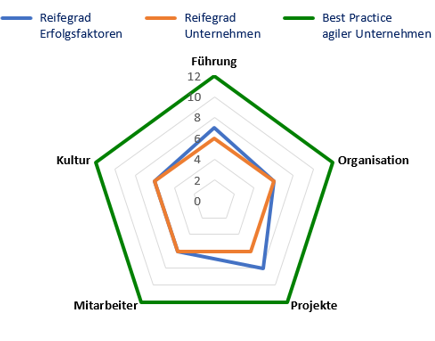 Reifegrad Erfolgsfaktoren
Reifegrad Unternehmen
Best Practice agiler Unternehmen
Führung
12
10
8
6
4
2
0
Kultur
Organisation
Mitarbeiter
Projekte